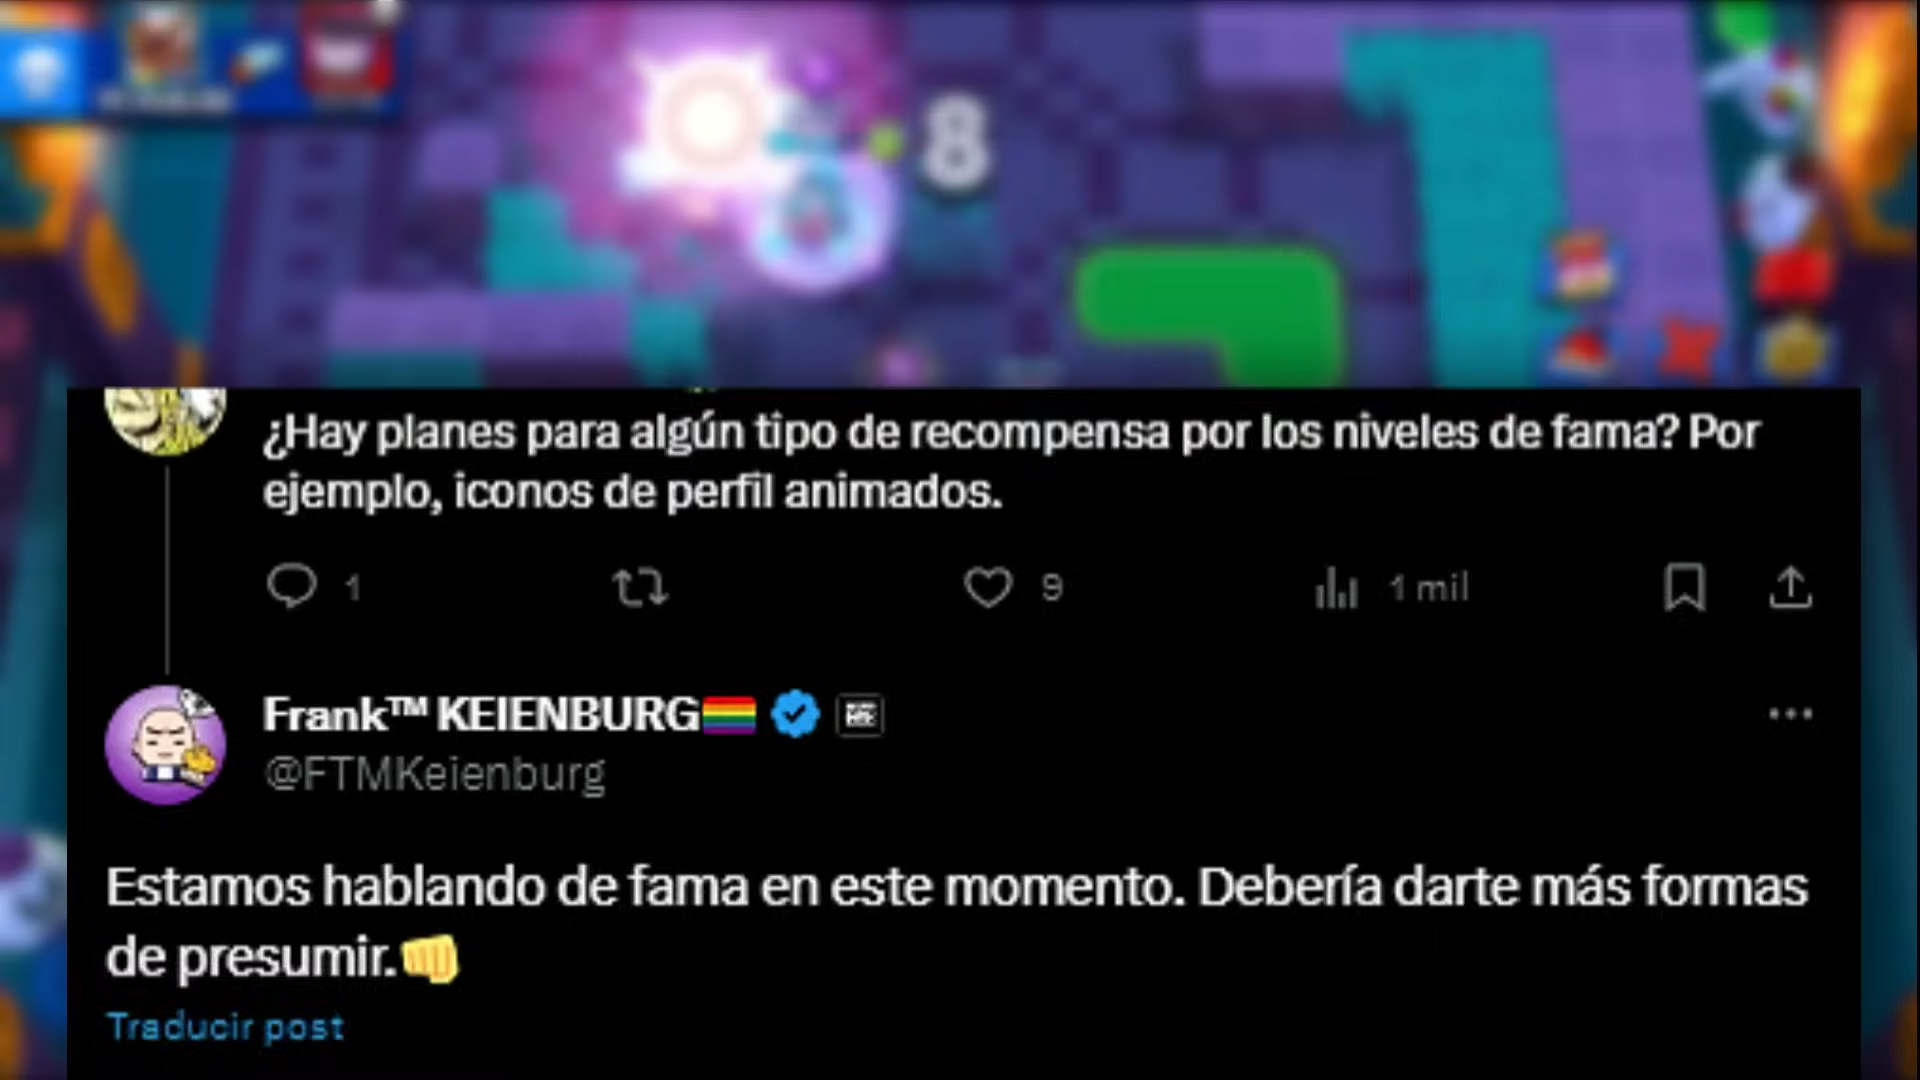 8
¿Hay planes para algún tipo de recompensa por los niveles de fama? Por
ejemplo, iconos de perfil animados.
1 9 1 mil
Frank™ KEIENBURG
@FTMKeienburg
Estamos hablando de fama en este momento. Debería darte más formas
de presumir.👊
Traducir post